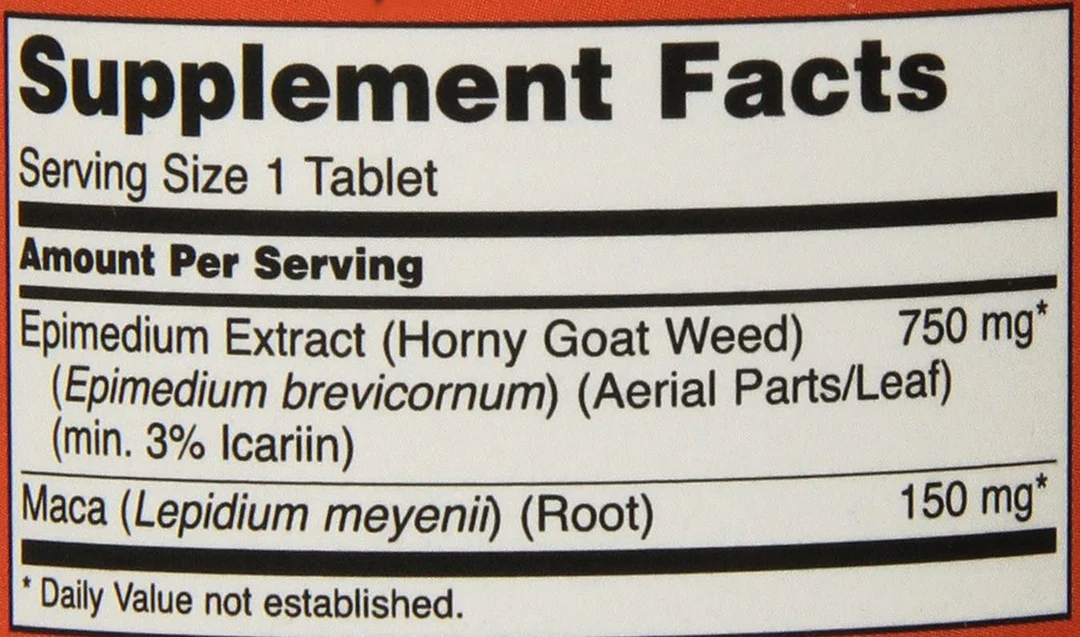 Supplement Facts
Serving Size 1 Tablet
Amount Per Serving
Epimedium Extract (Horny Goat Weed) 750 mg*
(Epimedium brevicornum) (Aerial Parts/Leaf)
(min. 3% Icariin)
Maca (Lepidium meyenii) (Root) 150 mg*
* Daily Value not established.